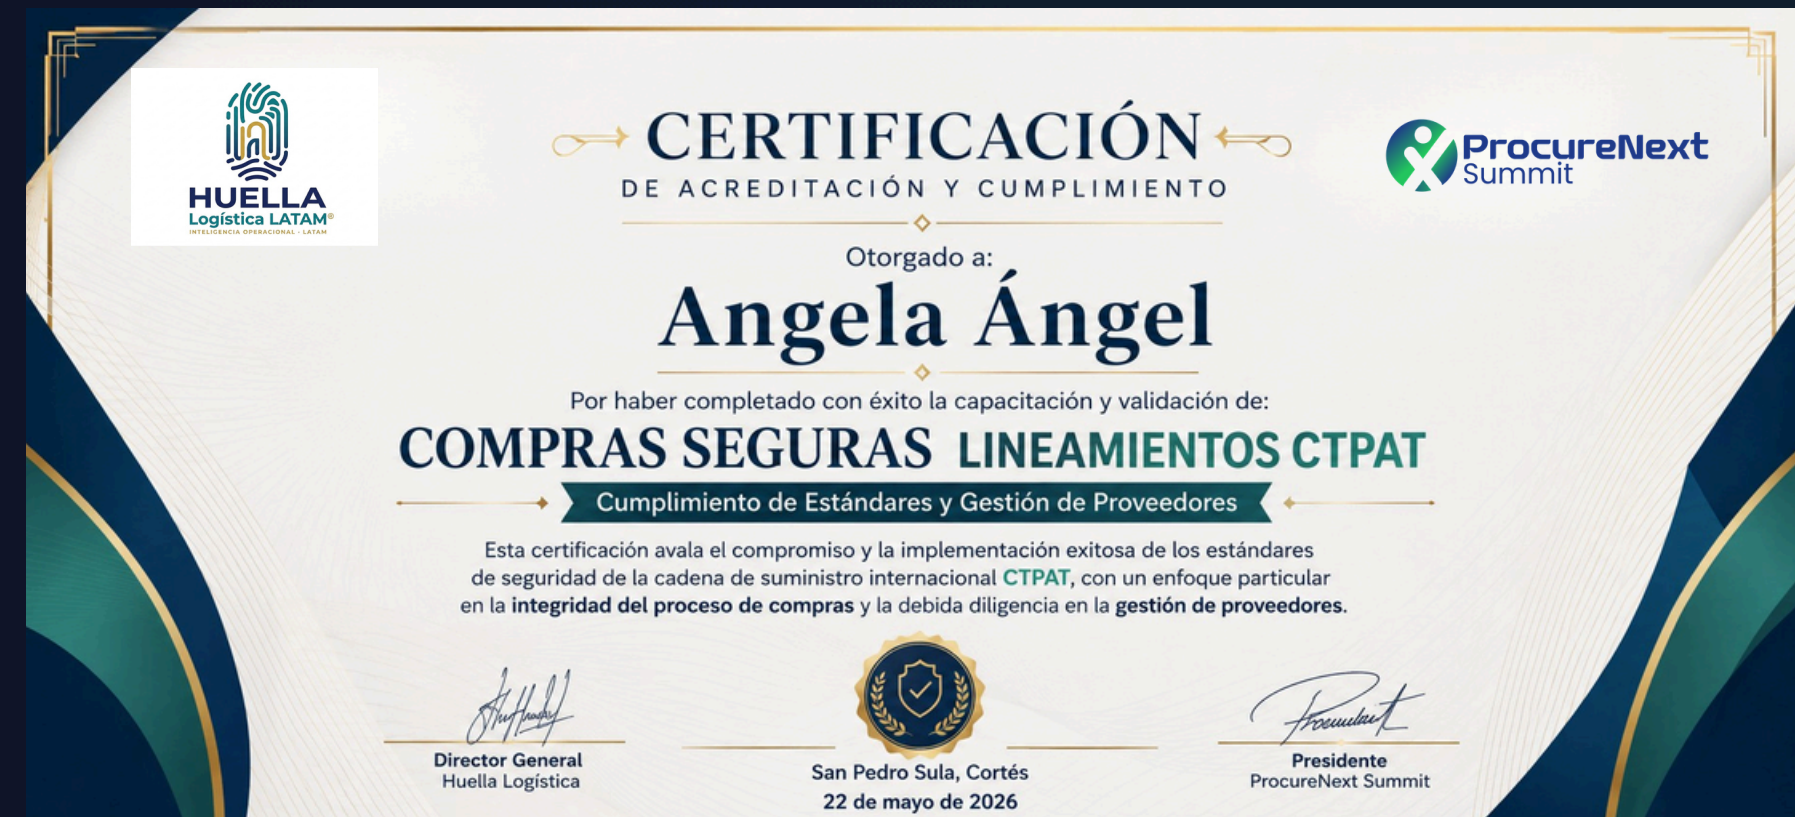 HUELLA
Logística LATAM®
INTELIGENCIA OPERACIONAL - LATAM
CERTIFICACIÓN
DE ACREDITACIÓN Y CUMPLIMIENTO
ProcureNext
Summit
Otorgado a:
Angela Ángel
Por haber completado con éxito la capacitación y validación de:
COMPRAS SEGURAS LINEAMIENTOS CTPAT
Cumplimiento de Estándares y Gestión de Proveedores
Esta certificación avala el compromiso y la implementación exitosa de los estándares
de seguridad de la cadena de suministro internacional CTPAT, con un enfoque particular
en la integridad del proceso de compras y la debida diligencia en la gestión de proveedores.
Director General
Huella Logística
San Pedro Sula, Cortés
22 de mayo de 2026
Presidente
ProcureNext Summit